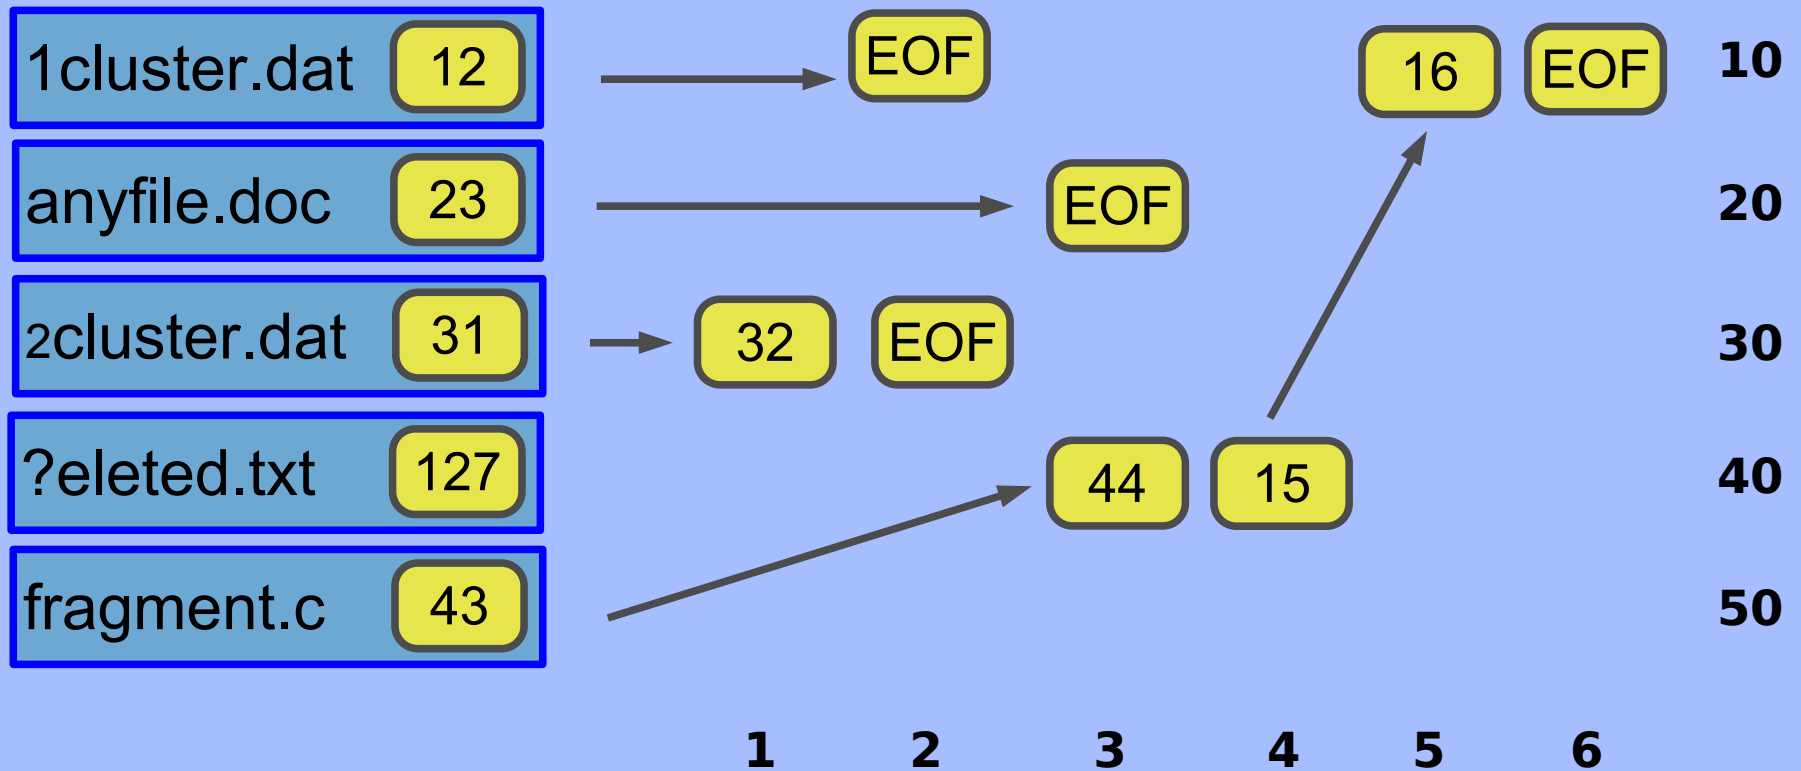 1cluster.dat 12 EOF 16 EOF 10
anyfile.doc 23 EOF 20
2cluster.dat 31 32 EOF 30
?eleted.txt 127 44 15 40
fragment.c 43 50
1 2 3 4 5 6